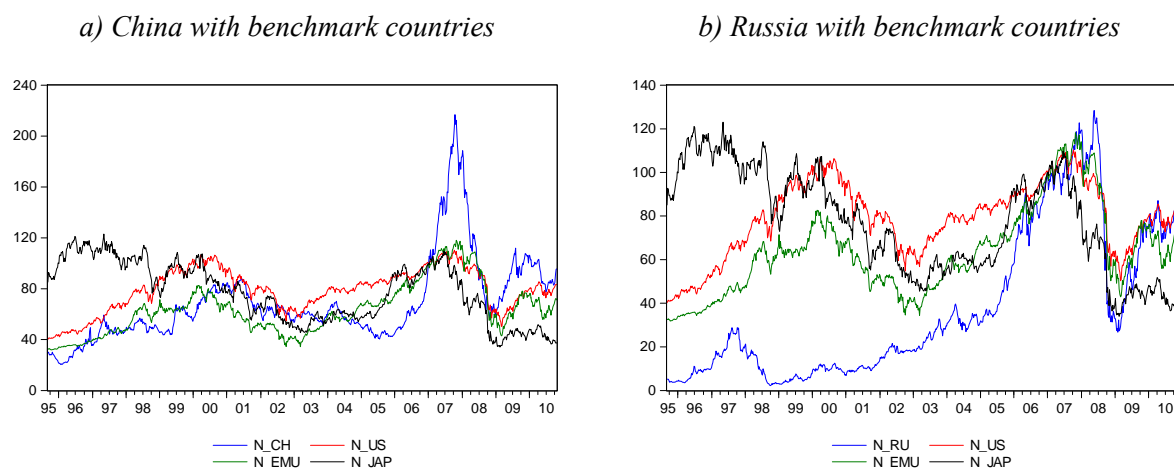 a) China with benchmark countries
b) Russia with benchmark countries
240
200
160
120
80
40
0
95 96 97 98 99 00 01 02 03 04 05 06 07 08 09 10
N_CH N_US
N_EMU N_JAP
140
120
100
80
60
40
20
0
95 96 97 98 99 00 01 02 03 04 05 06 07 08 09 10
N_RU N_US
N_EMU N_JAP